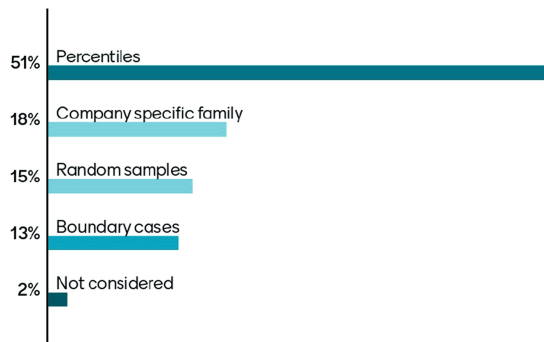 Percentiles
51%
Company specific family
18%
Random samples
15%
Boundary cases
13%
Not considered
2%